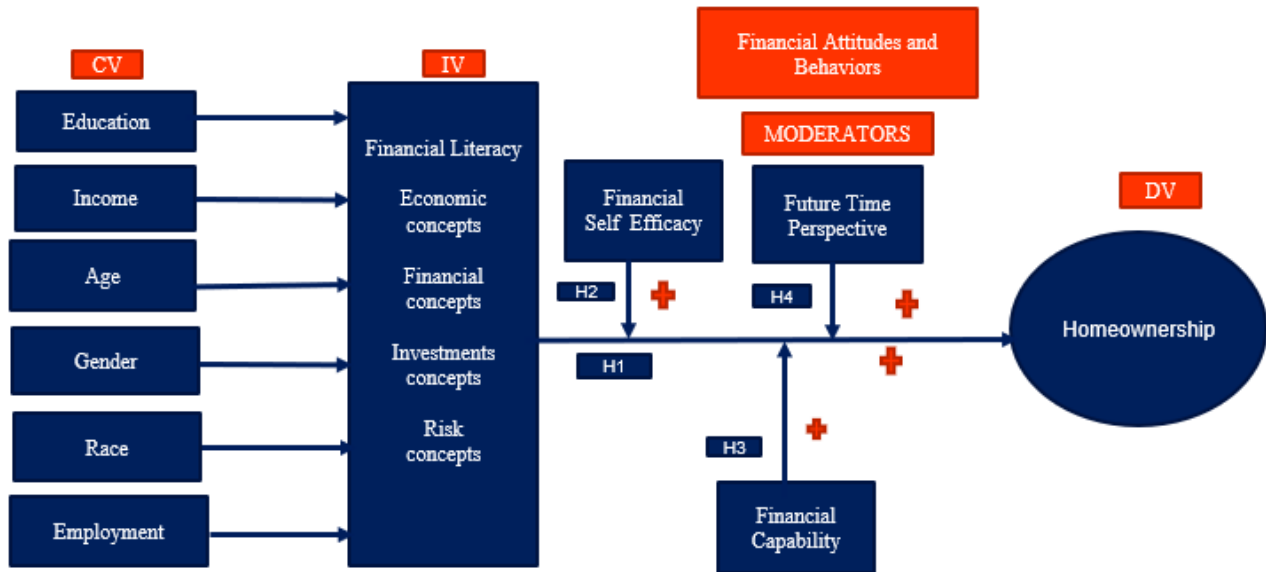 CV
Education
Income
Age
Gender
Race
Employment
IV
Financial Literacy
Economic
concepts
Financial
concepts
Investments
concepts
Risk
concepts
Financial Attitudes and
Behaviors
MODERATORS
Financial
Self Efficacy
Future Time
Perspective
H2
H4
H1
H3
Financial
Capability
DV
Homeownership